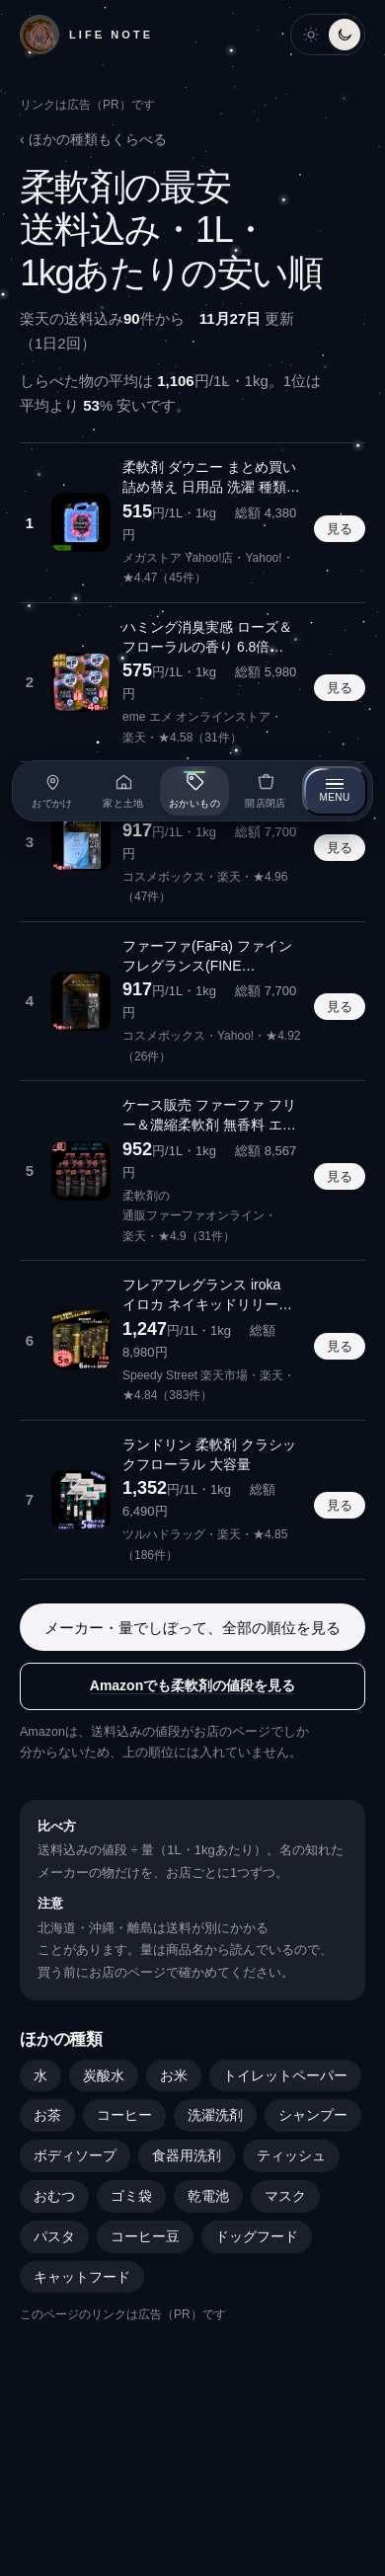 LIFE NOTE
リンクは広告（PR）です
‹ ほかの種類もくらべる
柔軟剤の最安
送料込み・1L・
1kgあたりの安い順
楽天の送料込み90件から　11月27日 更新
（1日2回）
しらべた物の平均は 1,106円/1L・1kg。1位は
平均より 53% 安いです。
1
柔軟剤 ダウニー まとめ買い
詰め替え 日用品 洗濯 種類…
515円/1L・1kg　総額 4,380
円
メガストア Yahoo!店・Yahoo!・
★4.47（45件）
見る
2
ハミング消臭実感 ローズ＆
フローラルの香り 6.8倍…
575円/1L・1kg　総額 5,980
円
eme エメ オンラインストア・
楽天・★4.58（31件）
見る
おでかけ
家と土地
おかいもの
開店閉店
MENU
3
917円/1L・1kg　総額 7,700
円
コスメボックス・楽天・★4.96
（47件）
見る
4
ファーファ(FaFa) ファイン
フレグランス(FINE…
917円/1L・1kg　総額 7,700
円
コスメボックス・Yahoo!・★4.92
（26件）
見る
5
ケース販売 ファーファ フリ
ー＆濃縮柔軟剤 無香料 エ…
952円/1L・1kg　総額 8,567
円
柔軟剤の
通販ファーファオンライン・
楽天・★4.9（31件）
見る
6
フレアフレグランス iroka
イロカ ネイキッドリリー…
1,247円/1L・1kg　総額
8,980円
Speedy Street 楽天市場・楽天・
★4.84（383件）
見る
7
ランドリン 柔軟剤 クラシッ
クフローラル 大容量
1,352円/1L・1kg　総額
6,490円
ツルハドラッグ・楽天・★4.85
（186件）
見る
メーカー・量でしぼって、全部の順位を見る
Amazonでも柔軟剤の値段を見る
Amazonは、送料込みの値段がお店のページでしか
分からないため、上の順位には入れていません。
比べ方
送料込みの値段 ÷ 量（1L・1kgあたり）。名の知れた
メーカーの物だけを、お店ごとに1つずつ。
注意
北海道・沖縄・離島は送料が別にかかる
ことがあります。量は商品名から読んでいるので、
買う前にお店のページで確かめてください。
ほかの種類
水
炭酸水
お米
トイレットペーパー
お茶
コーヒー
洗濯洗剤
シャンプー
ボディソープ
食器用洗剤
ティッシュ
おむつ
ゴミ袋
乾電池
マスク
パスタ
コーヒー豆
ドッグフード
キャットフード
このページのリンクは広告（PR）です